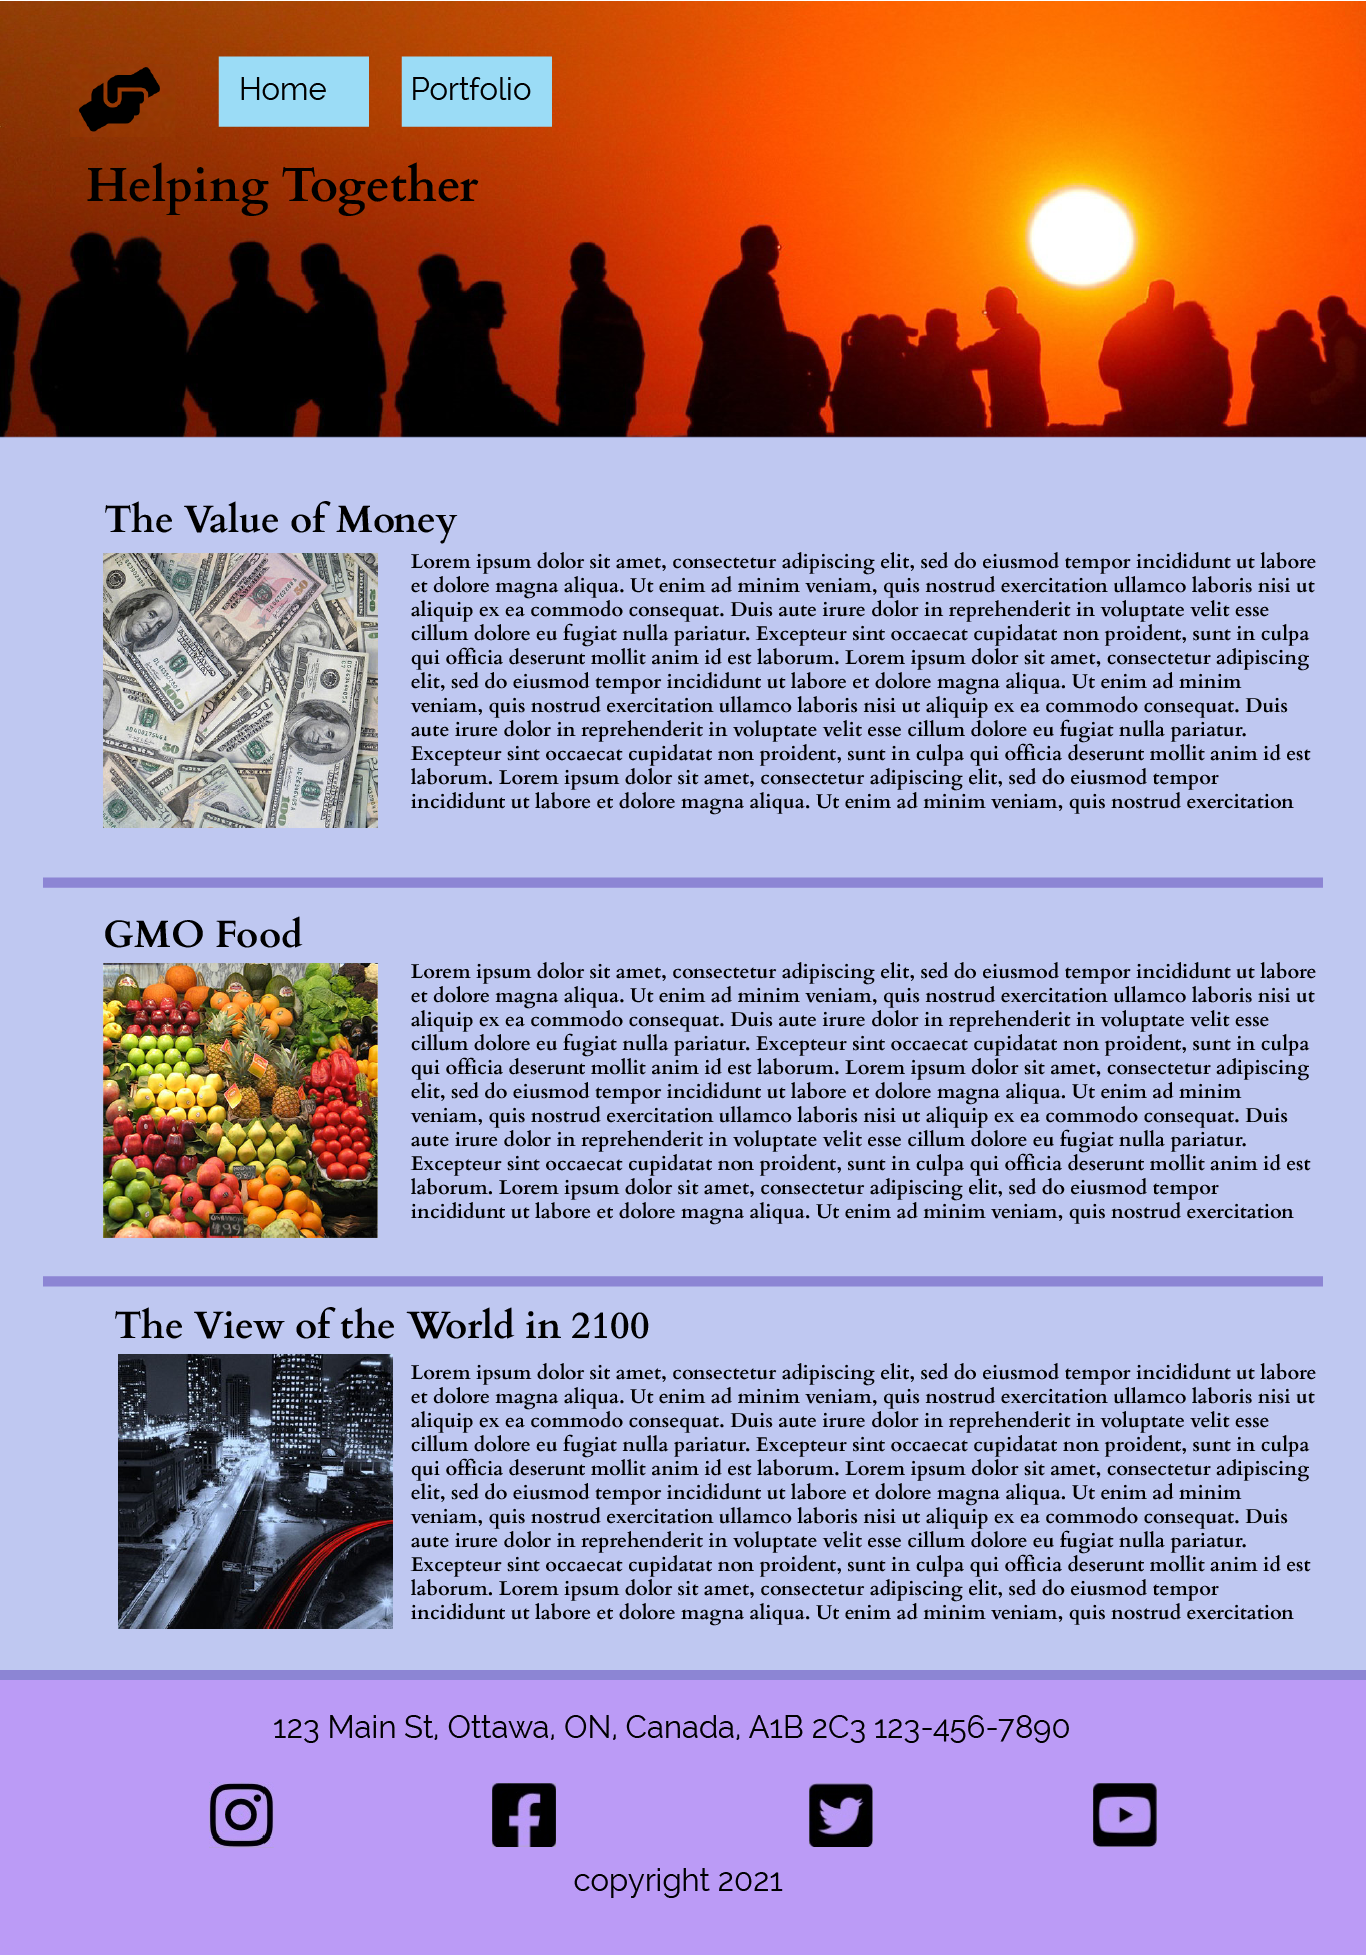 Home
Portfolio
Helping Together
The Value of Money
Lorem ipsum dolor sit amet, consectetur adipiscing elit, sed do eiusmod tempor incididunt ut labore
et dolore magna aliqua. Ut enim ad minim veniam, quis nostrud exercitation ullamco laboris nisi ut
aliquip ex ea commodo consequat. Duis aute irure dolor in reprehenderit in voluptate velit esse
cillum dolore eu fugiat nulla pariatur. Excepteur sint occaecat cupidatat non proident, sunt in culpa
qui officia deserunt mollit anim id est laborum. Lorem ipsum dolor sit amet, consectetur adipiscing
elit, sed do eiusmod tempor incididunt ut labore et dolore magna aliqua. Ut enim ad minim
veniam, quis nostrud exercitation ullamco laboris nisi ut aliquip ex ea commodo consequat. Duis
aute irure dolor in reprehenderit in voluptate velit esse cillum dolore eu fugiat nulla pariatur.
Excepteur sint occaecat cupidatat non proident, sunt in culpa qui officia deserunt mollit anim id est
laborum. Lorem ipsum dolor sit amet, consectetur adipiscing elit, sed do eiusmod tempor
incididunt ut labore et dolore magna aliqua. Ut enim ad minim veniam, quis nostrud exercitation
GMO Food
Lorem ipsum dolor sit amet, consectetur adipiscing elit, sed do eiusmod tempor incididunt ut labore
et dolore magna aliqua. Ut enim ad minim veniam, quis nostrud exercitation ullamco laboris nisi ut
aliquip ex ea commodo consequat. Duis aute irure dolor in reprehenderit in voluptate velit esse
cillum dolore eu fugiat nulla pariatur. Excepteur sint occaecat cupidatat non proident, sunt in culpa
qui officia deserunt mollit anim id est laborum. Lorem ipsum dolor sit amet, consectetur adipiscing
elit, sed do eiusmod tempor incididunt ut labore et dolore magna aliqua. Ut enim ad minim
veniam, quis nostrud exercitation ullamco laboris nisi ut aliquip ex ea commodo consequat. Duis
aute irure dolor in reprehenderit in voluptate velit esse cillum dolore eu fugiat nulla pariatur.
Excepteur sint occaecat cupidatat non proident, sunt in culpa qui officia deserunt mollit anim id est
laborum. Lorem ipsum dolor sit amet, consectetur adipiscing elit, sed do eiusmod tempor
incididunt ut labore et dolore magna aliqua. Ut enim ad minim veniam, quis nostrud exercitation
The View of the World in 2100
Lorem ipsum dolor sit amet, consectetur adipiscing elit, sed do eiusmod tempor incididunt ut labore
et dolore magna aliqua. Ut enim ad minim veniam, quis nostrud exercitation ullamco laboris nisi ut
aliquip ex ea commodo consequat. Duis aute irure dolor in reprehenderit in voluptate velit esse
cillum dolore eu fugiat nulla pariatur. Excepteur sint occaecat cupidatat non proident, sunt in culpa
qui officia deserunt mollit anim id est laborum. Lorem ipsum dolor sit amet, consectetur adipiscing
elit, sed do eiusmod tempor incididunt ut labore et dolore magna aliqua. Ut enim ad minim
veniam, quis nostrud exercitation ullamco laboris nisi ut aliquip ex ea commodo consequat. Duis
aute irure dolor in reprehenderit in voluptate velit esse cillum dolore eu fugiat nulla pariatur.
Excepteur sint occaecat cupidatat non proident, sunt in culpa qui officia deserunt mollit anim id est
laborum. Lorem ipsum dolor sit amet, consectetur adipiscing elit, sed do eiusmod tempor
incididunt ut labore et dolore magna aliqua. Ut enim ad minim veniam, quis nostrud exercitation
123 Main St, Ottawa, ON, Canada, A1B 2C3 123-456-7890
copyright 2021